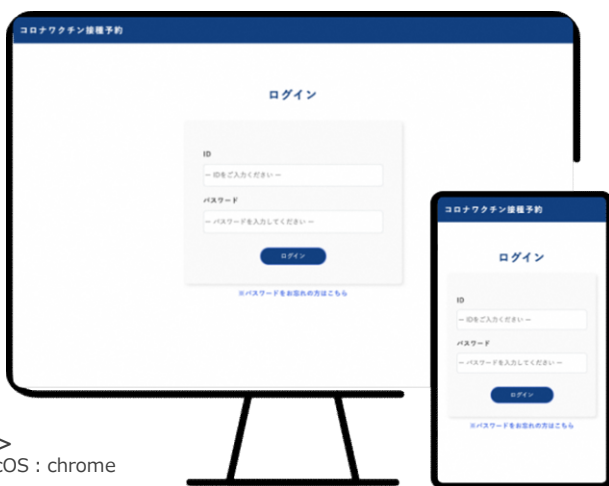 コロナワクチン接種予約
ログイン
ID
ー IDをご入力ください ー
パスワード
ー パスワードを入力してください ー
ログイン
※パスワードをお忘れの方はこちら
コロナワクチン接種予約
ログイン
ID
ー IDをご入力ください ー
パスワード
ー パスワードを入力してください ー
ログイン
※パスワードをお忘れの方はこちら
>
cOS : chrome